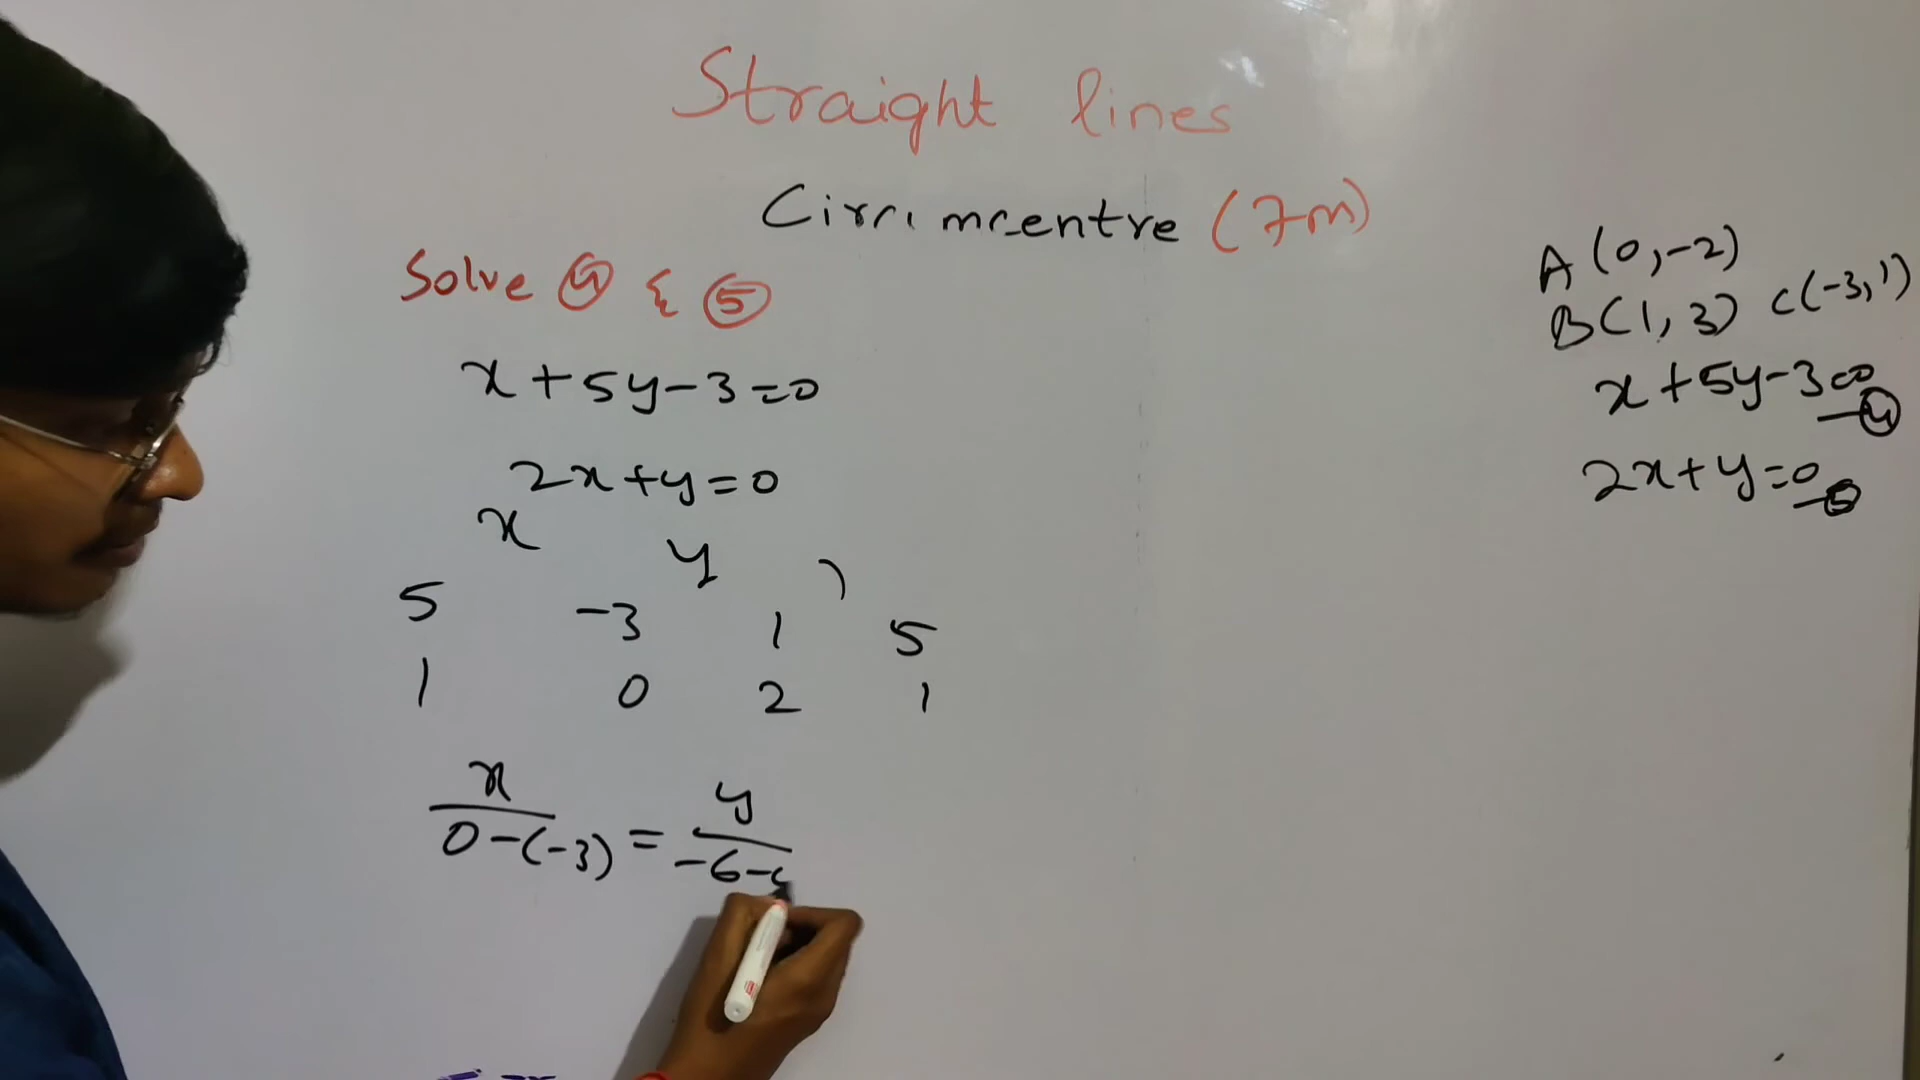 Straight lines
Circumcentre (7m)
Solve ④ & ⑤
x + 5y - 3 = 0
2x + y = 0
x y 1
5 -3 1 5
1 0 2 1
x/(0-(-3)) = y/(-6-
A (0, -2)
B (1, 3) C (-3, 1)
x + 5y - 3 = 0 —④
2x + y = 0 —⑤